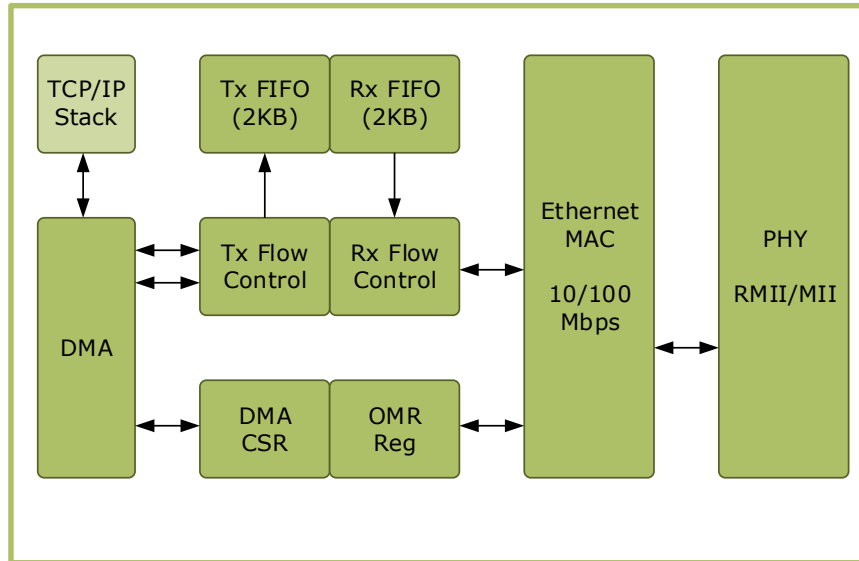 TCP/IP
Stack
Tx FIFO
(2KB)
Rx FIFO
(2KB)
DMA
Tx Flow
Control
Rx Flow
Control
DMA
CSR
OMR
Reg
Ethernet
MAC
10/100
Mbps
PHY
RMII/MII